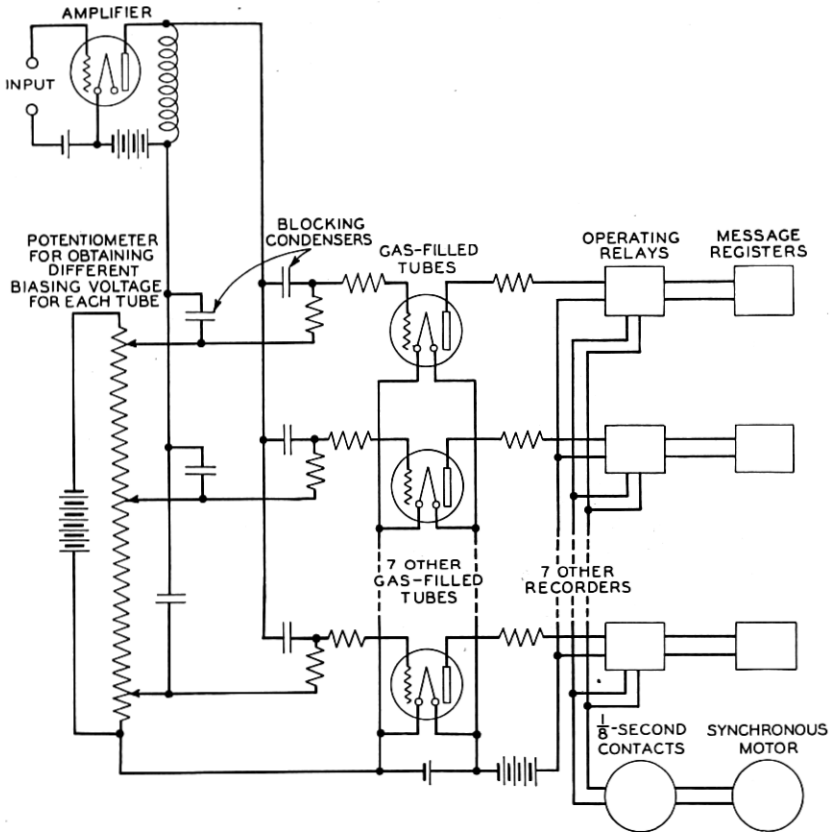 AMPLIFIER
INPUT
POTENTIOMETER
FOR OBTAINING
DIFFERENT
BIASING VOLTAGE
FOR EACH TUBE
BLOCKING
CONDENSERS
GAS-FILLED
TUBES
OPERATING
RELAYS
MESSAGE
REGISTERS
7 OTHER
GAS-FILLED
TUBES
7 OTHER
RECORDERS
1/8-SECOND
CONTACTS
SYNCHRONOUS
MOTOR